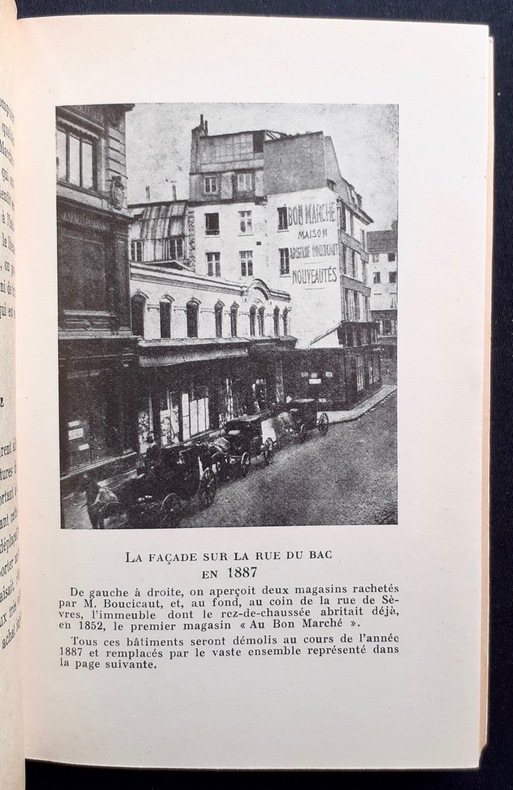 BON MARCHÉ
MAISON
ARISTIDE BOUCICAUT
NOUVEAUTÉS
LA FAÇADE SUR LA RUE DU BAC
EN 1887
De gauche à droite, on aperçoit deux magasins rachetés
par M. Boucicaut, et, au fond, au coin de la rue de Sè-
vres, l'immeuble dont le rez-de-chaussée abritait déjà,
en 1852, le premier magasin « Au Bon Marché ».
Tous ces bâtiments seront démolis au cours de l'année
1887 et remplacés par le vaste ensemble représenté dans
la page suivante.